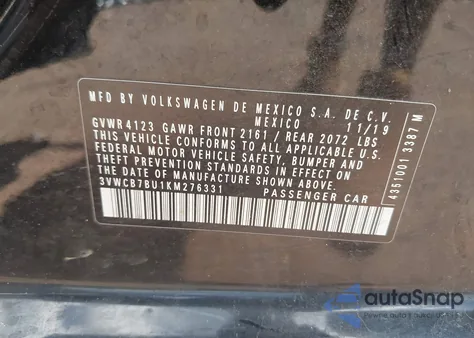 MFD BY VOLKSWAGEN DE MEXICO S.A. DE C.V.
MEXICO 11/19
GVWR 4123 GAWR FRONT 2161 / REAR 2072 LBS
THIS VEHICLE CONFORMS TO ALL APPLICABLE U.S.
FEDERAL MOTOR VEHICLE SAFETY, BUMPER AND
THEFT PREVENTION STANDARDS IN EFFECT ON
THE DATE OF MANUFACTURE SHOWN ABOVE.
3VWCB7BU1KM276331 PASSENGER CAR
4351001 3387 M
autoSnap